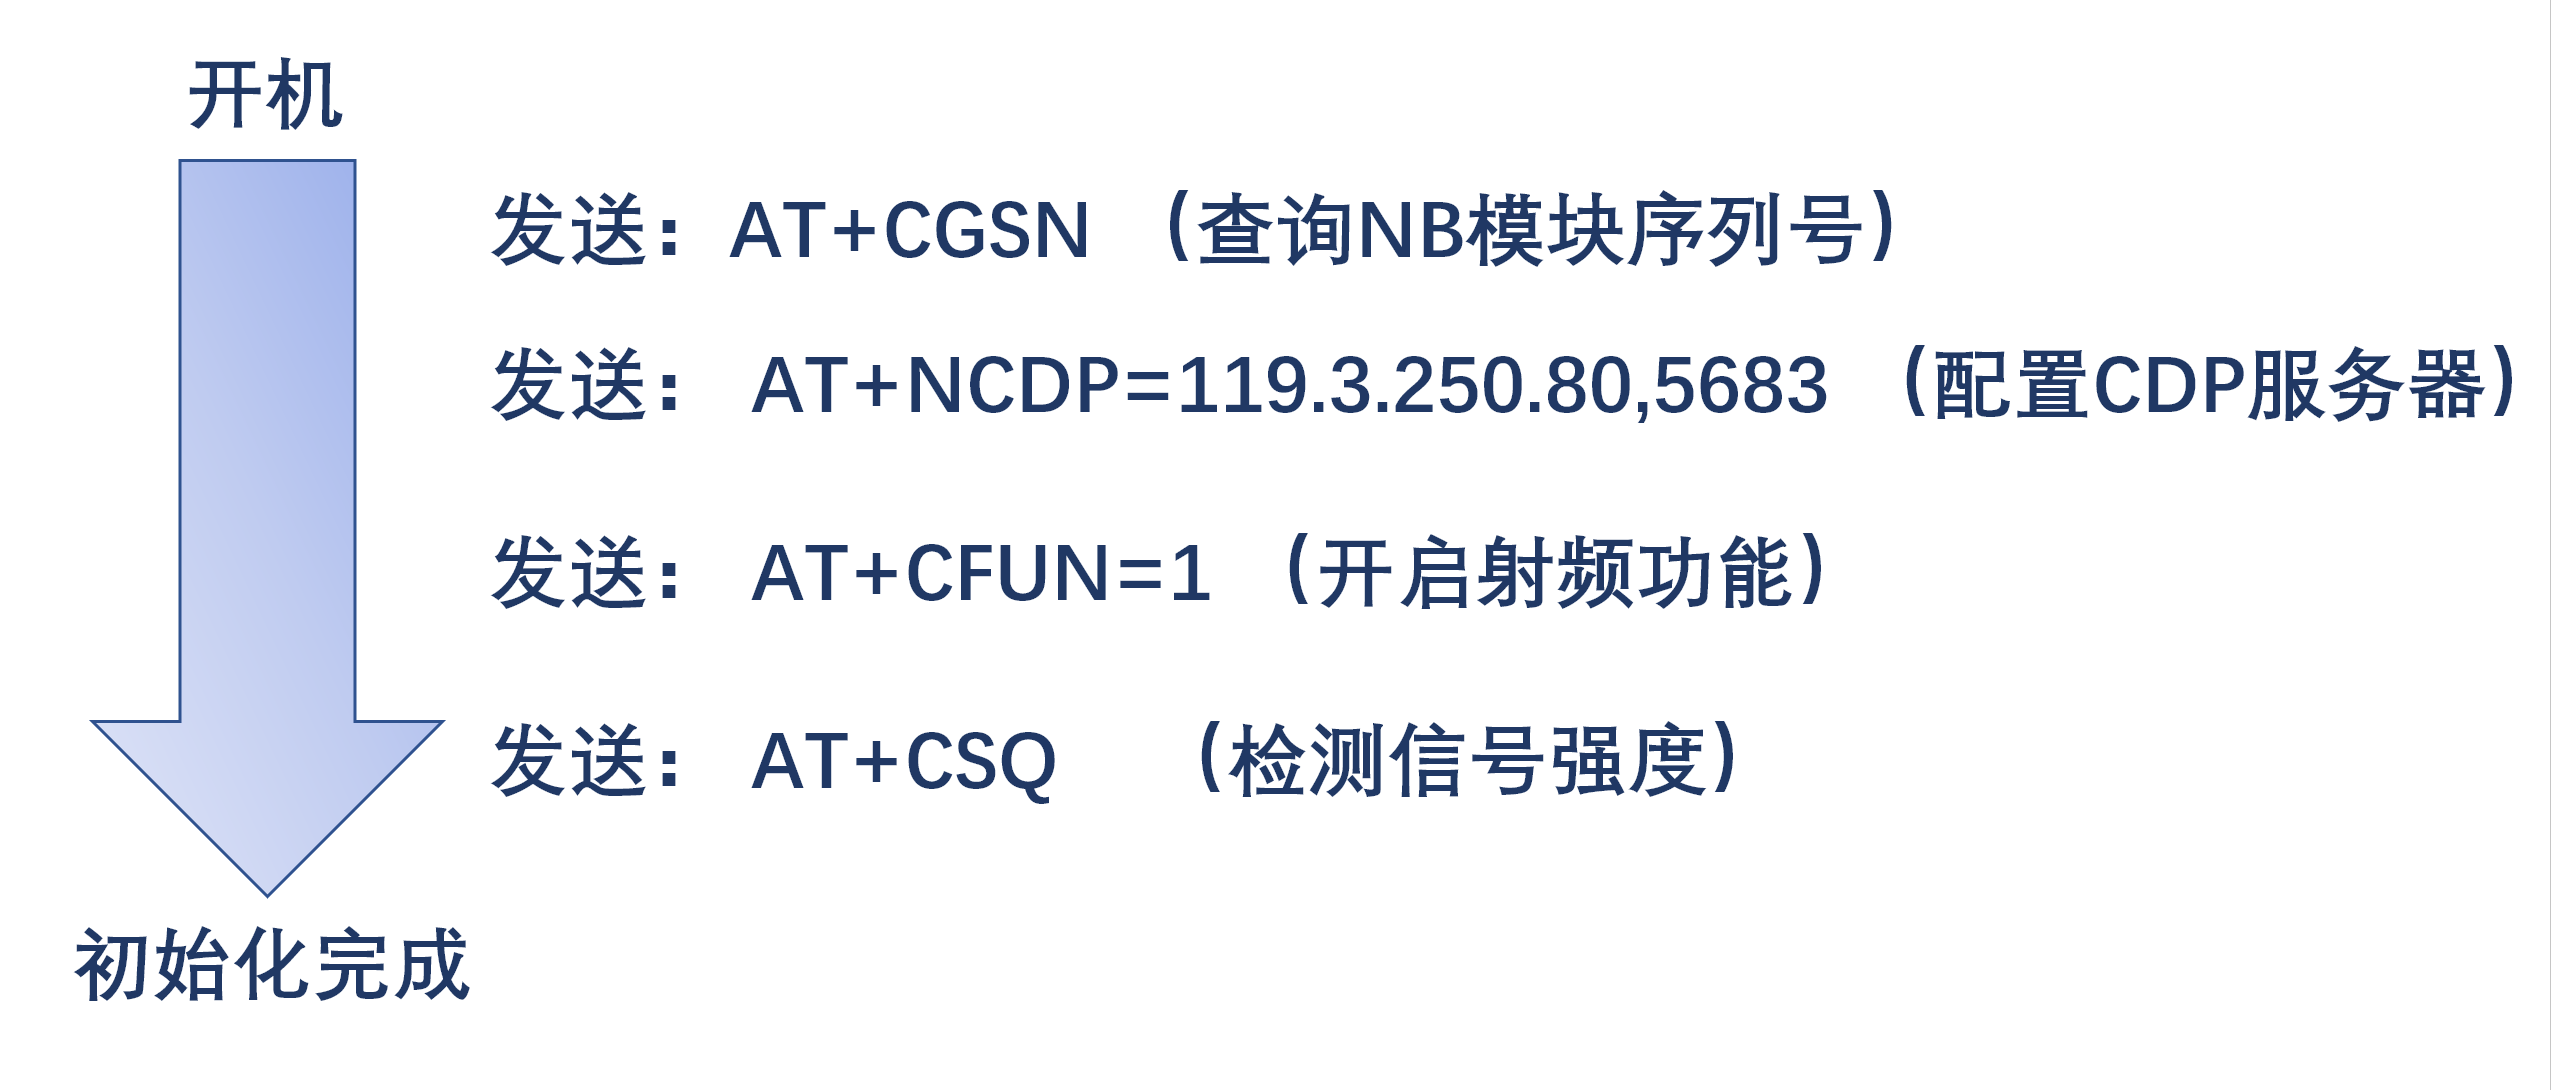 开机
发送：AT+CGSN （查询NB模块序列号）
发送： AT+NCDP=119.3.250.80,5683 （配置CDP服务器）
发送： AT+CFUN=1 （开启射频功能）
发送： AT+CSQ （检测信号强度）
初始化完成